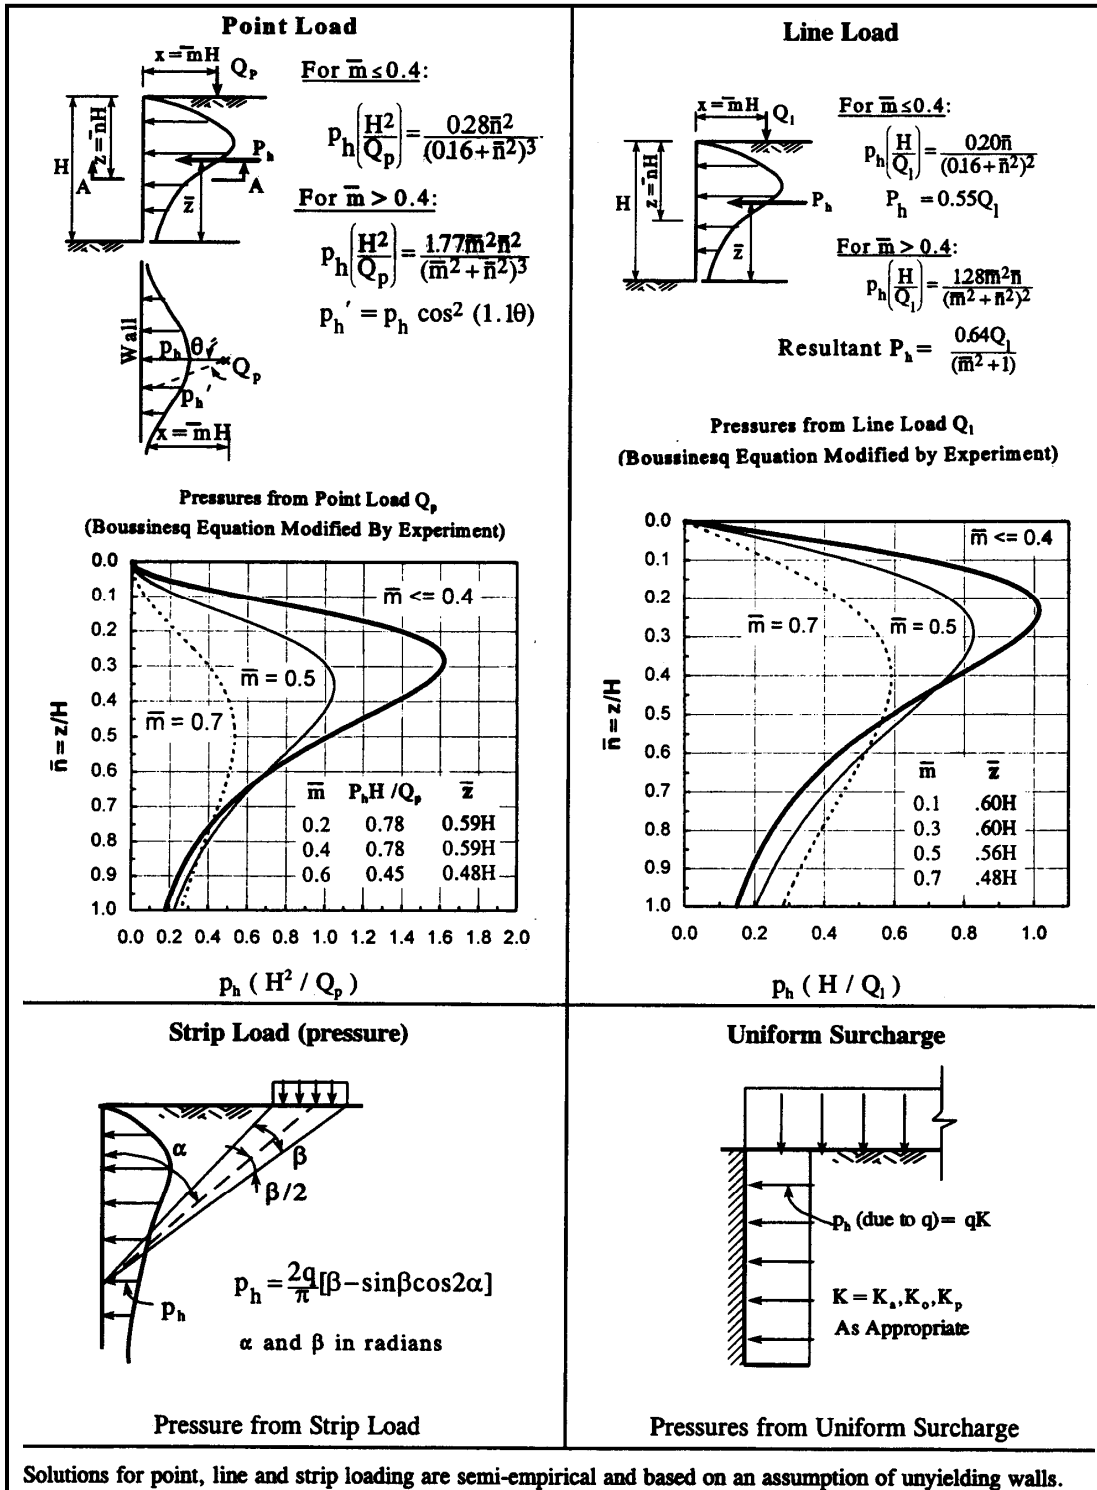 Point Load
x = m̄H
Q_p
For m̄ ≤ 0.4:
p_h(H²/Q_p) = 0.28n̄²/(0.16+n̄²)³
H
z = n̄H
P_h
A
A
z̄
For m̄ > 0.4:
p_h(H²/Q_p) = 1.77m̄²n̄²/(m̄²+n̄²)³
p_h' = p_h cos² (1.1θ)
Wall
p_h
θ
Q_p
p_h'
x = m̄H
Pressures from Point Load Q_p
(Boussinesq Equation Modified By Experiment)
n̄ = z/H
0.0
0.1
0.2
0.3
0.4
0.5
0.6
0.7
0.8
0.9
1.0
m̄ <= 0.4
m̄ = 0.5
m̄ = 0.7
m̄ P_hH /Q_p z̄
0.2 0.78 0.59H
0.4 0.78 0.59H
0.6 0.45 0.48H
0.0 0.2 0.4 0.6 0.8 1.0 1.2 1.4 1.6 1.8 2.0
p_h ( H² / Q_p )
Line Load
x = m̄H
Q_l
For m̄ ≤ 0.4:
p_h(H/Q_l) = 0.20n̄/(0.16+n̄²)²
P_h = 0.55Q_l
H
z = n̄H
P_h
z̄
For m̄ > 0.4:
p_h(H/Q_l) = 1.28m̄²n̄/(m̄²+n̄²)²
Resultant P_h = 0.64Q_l/(m̄²+1)
Pressures from Line Load Q_l
(Boussinesq Equation Modified by Experiment)
n̄ = z/H
0.0
0.1
0.2
0.3
0.4
0.5
0.6
0.7
0.8
0.9
1.0
m̄ <= 0.4
m̄ = 0.7
m̄ = 0.5
m̄ z̄
0.1 .60H
0.3 .60H
0.5 .56H
0.7 .48H
0.0 0.2 0.4 0.6 0.8 1.0
p_h ( H / Q_l )
Strip Load (pressure)
α
β
β/2
p_h = 2q/π[β−sinβcos2α]
p_h
α and β in radians
Pressure from Strip Load
Uniform Surcharge
p_h (due to q) = qK
K = K_a, K_o, K_p
As Appropriate
Pressures from Uniform Surcharge
Solutions for point, line and strip loading are semi-empirical and based on an assumption of unyielding walls.